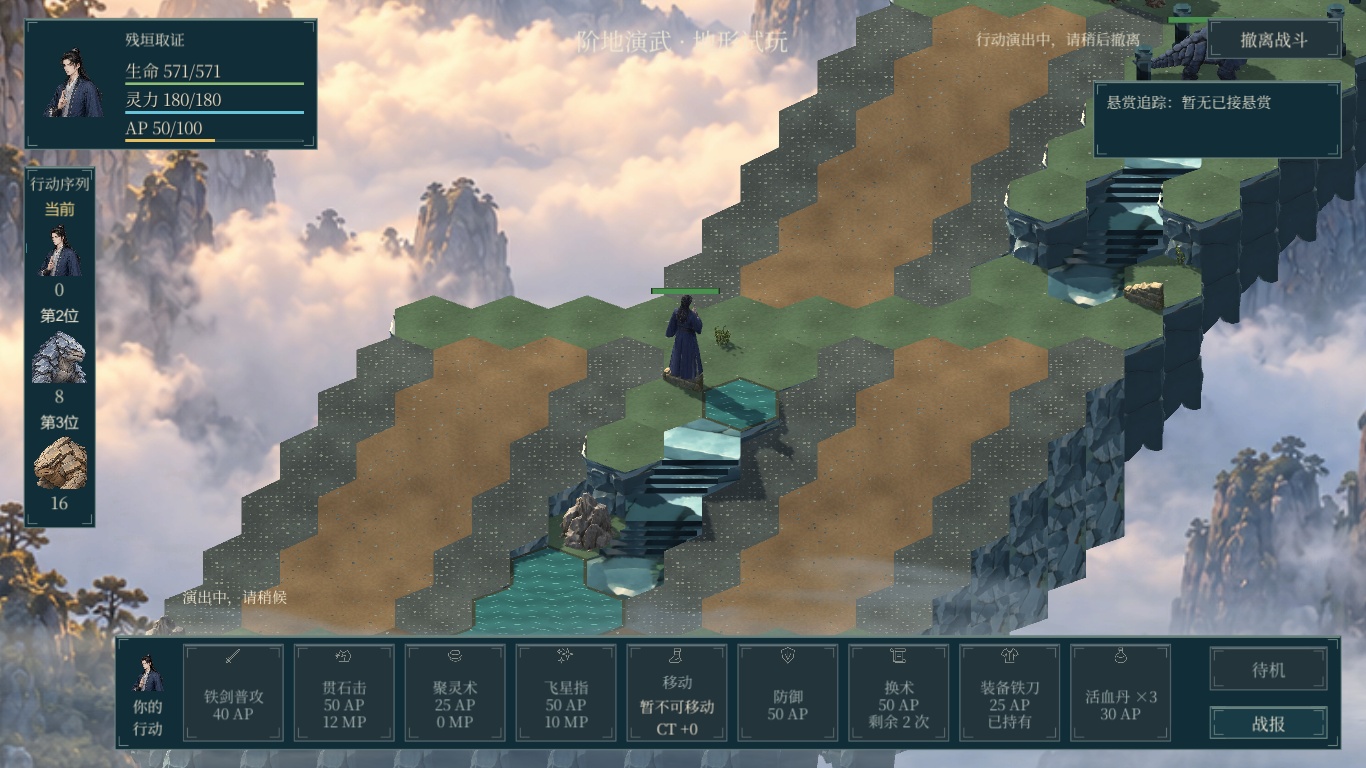 残垣取证
生命 571/571
灵力 180/180
AP 50/100
阶地演武 · 地形试玩
行动演出中，请稍后撤离
撤离战斗
悬赏追踪：暂无已接悬赏
行动序列
当前
0
第2位
8
第3位
16
演出中，请稍候
你的
行动
铁剑普攻
40 AP
贯石击
50 AP
12 MP
聚灵术
25 AP
0 MP
飞星指
50 AP
10 MP
移动
暂不可移动
CT +0
防御
50 AP
换术
50 AP
剩余 2 次
装备铁刀
25 AP
已持有
活血丹 ×3
30 AP
待机
战报